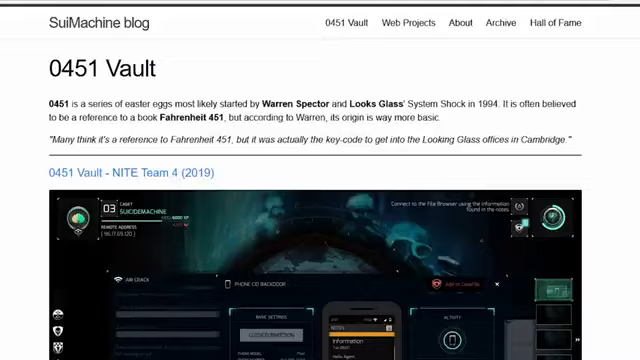 SuiMachine blog
0451 Vault Web Projects About Archive Hall of Fame
0451 Vault
0451 is a series of easter eggs most likely started by Warren Spector and Looks Glass' System Shock in 1994. It is often believed
to be a reference to a book Fahrenheit 451, but according to Warren, its origin is way more basic.
"Many think it's a reference to Fahrenheit 451, but it was actually the key-code to get into the Looking Glass offices in Cambridge."
0451 Vault - NITE Team 4 (2019)
03 CADET
SUICIDEMACHINE
REMOTE ADDRESS
Connect to the File Browser using the information
found in the notes
AIR CRACK
PHONE CID BACKDOOR
BASIC SETTINGS
NOTES
Information
ACTIVITY